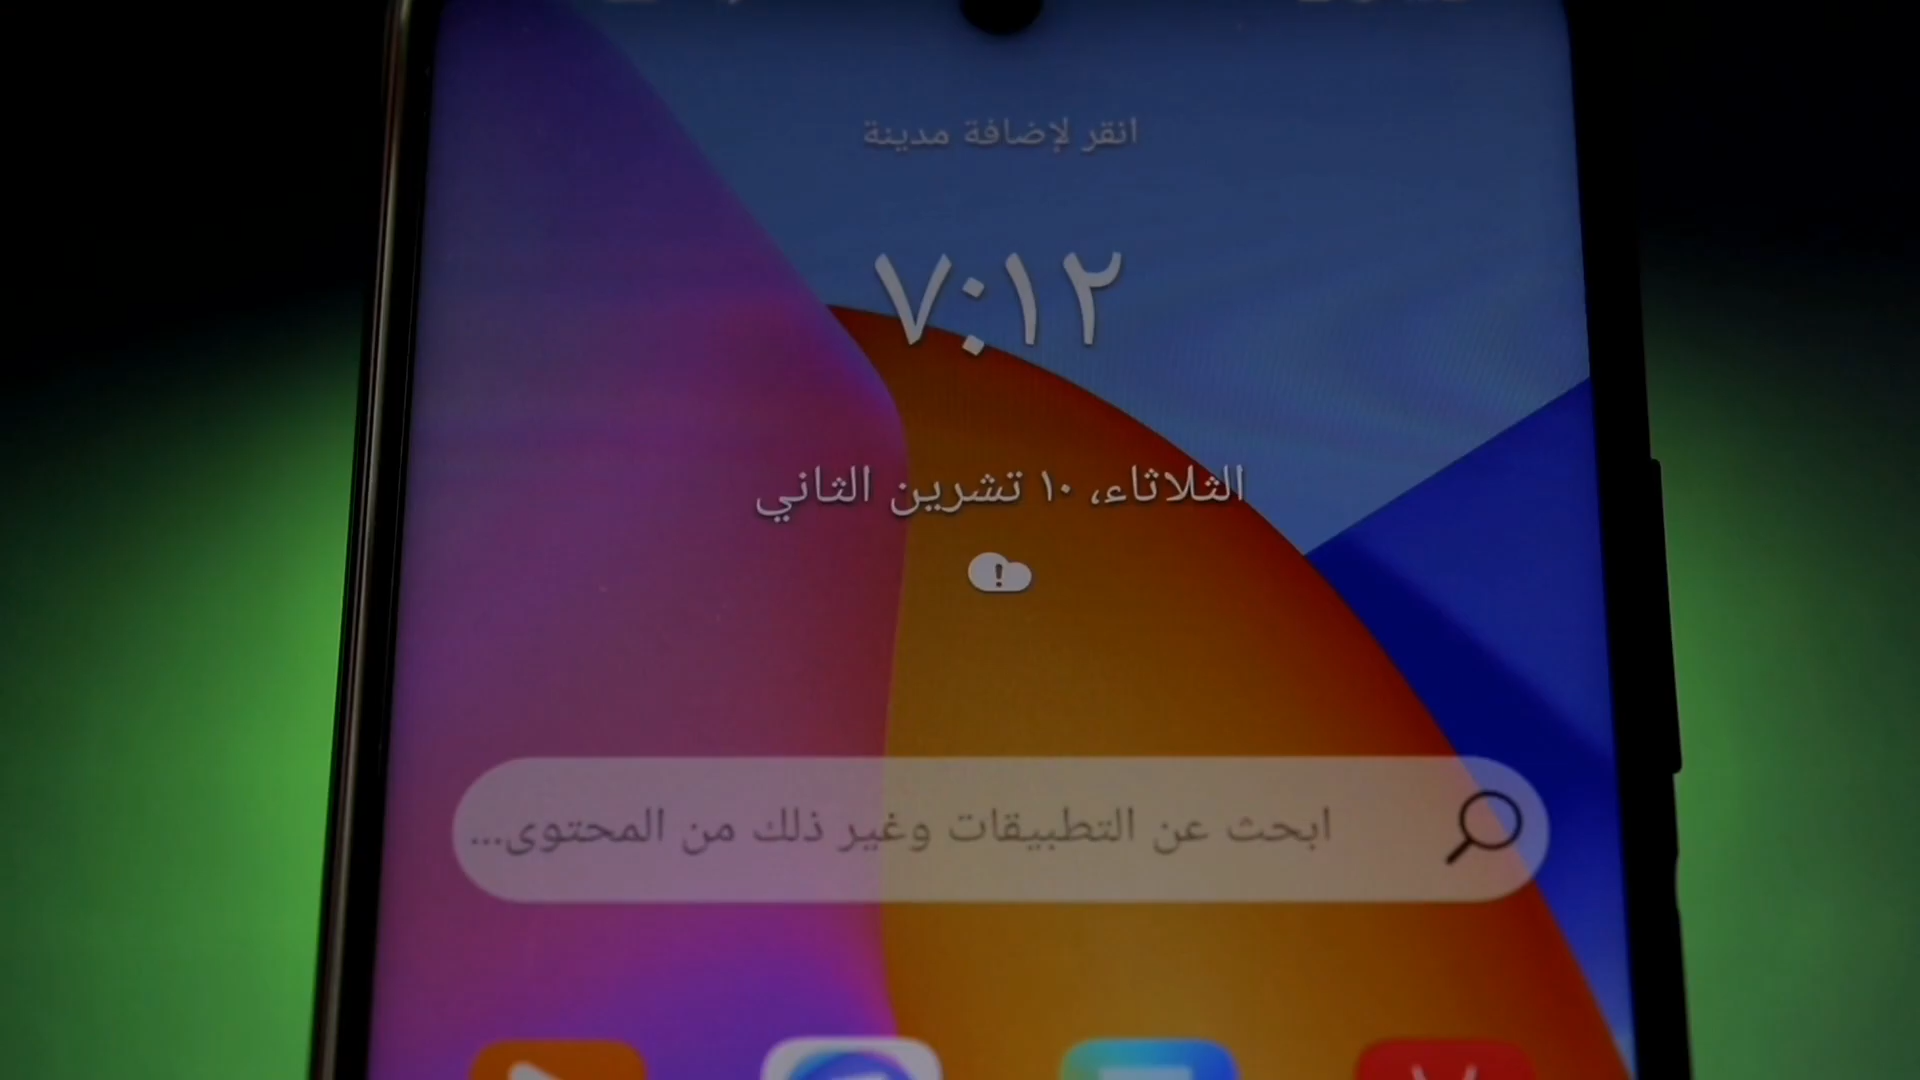 انقر لإضافة مدينة
٧:١٢
الثلاثاء، ١٠ تشرين الثاني
ابحث عن التطبيقات وغير ذلك من المحتوى...